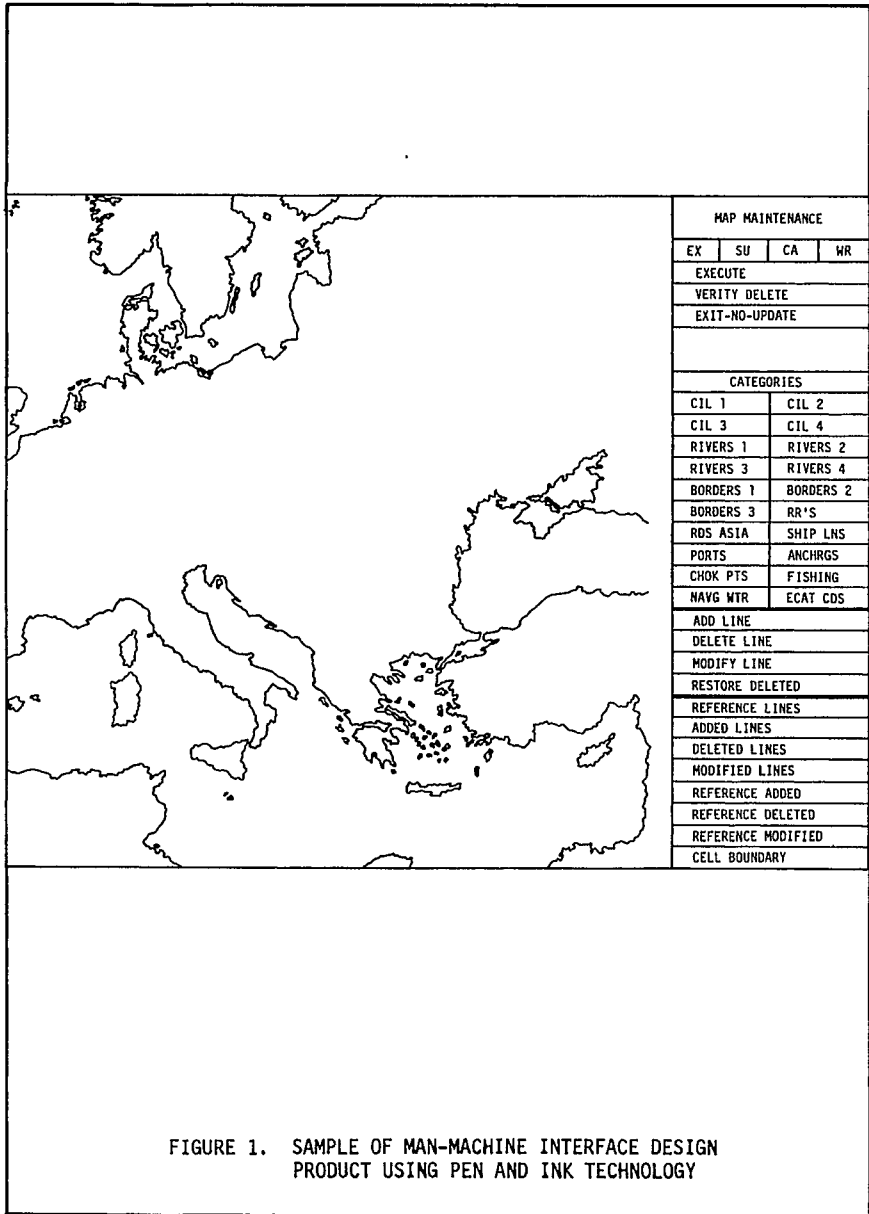 MAP MAINTENANCE
EX SU CA WR
EXECUTE
VERITY DELETE
EXIT-NO-UPDATE
CATEGORIES
CIL 1 CIL 2
CIL 3 CIL 4
RIVERS 1 RIVERS 2
RIVERS 3 RIVERS 4
BORDERS 1 BORDERS 2
BORDERS 3 RR'S
RDS ASIA SHIP LNS
PORTS ANCHRGS
CHOK PTS FISHING
NAVG WTR ECAT CDS
ADD LINE
DELETE LINE
MODIFY LINE
RESTORE DELETED
REFERENCE LINES
ADDED LINES
DELETED LINES
MODIFIED LINES
REFERENCE ADDED
REFERENCE DELETED
REFERENCE MODIFIED
CELL BOUNDARY
FIGURE 1. SAMPLE OF MAN-MACHINE INTERFACE DESIGN
PRODUCT USING PEN AND INK TECHNOLOGY